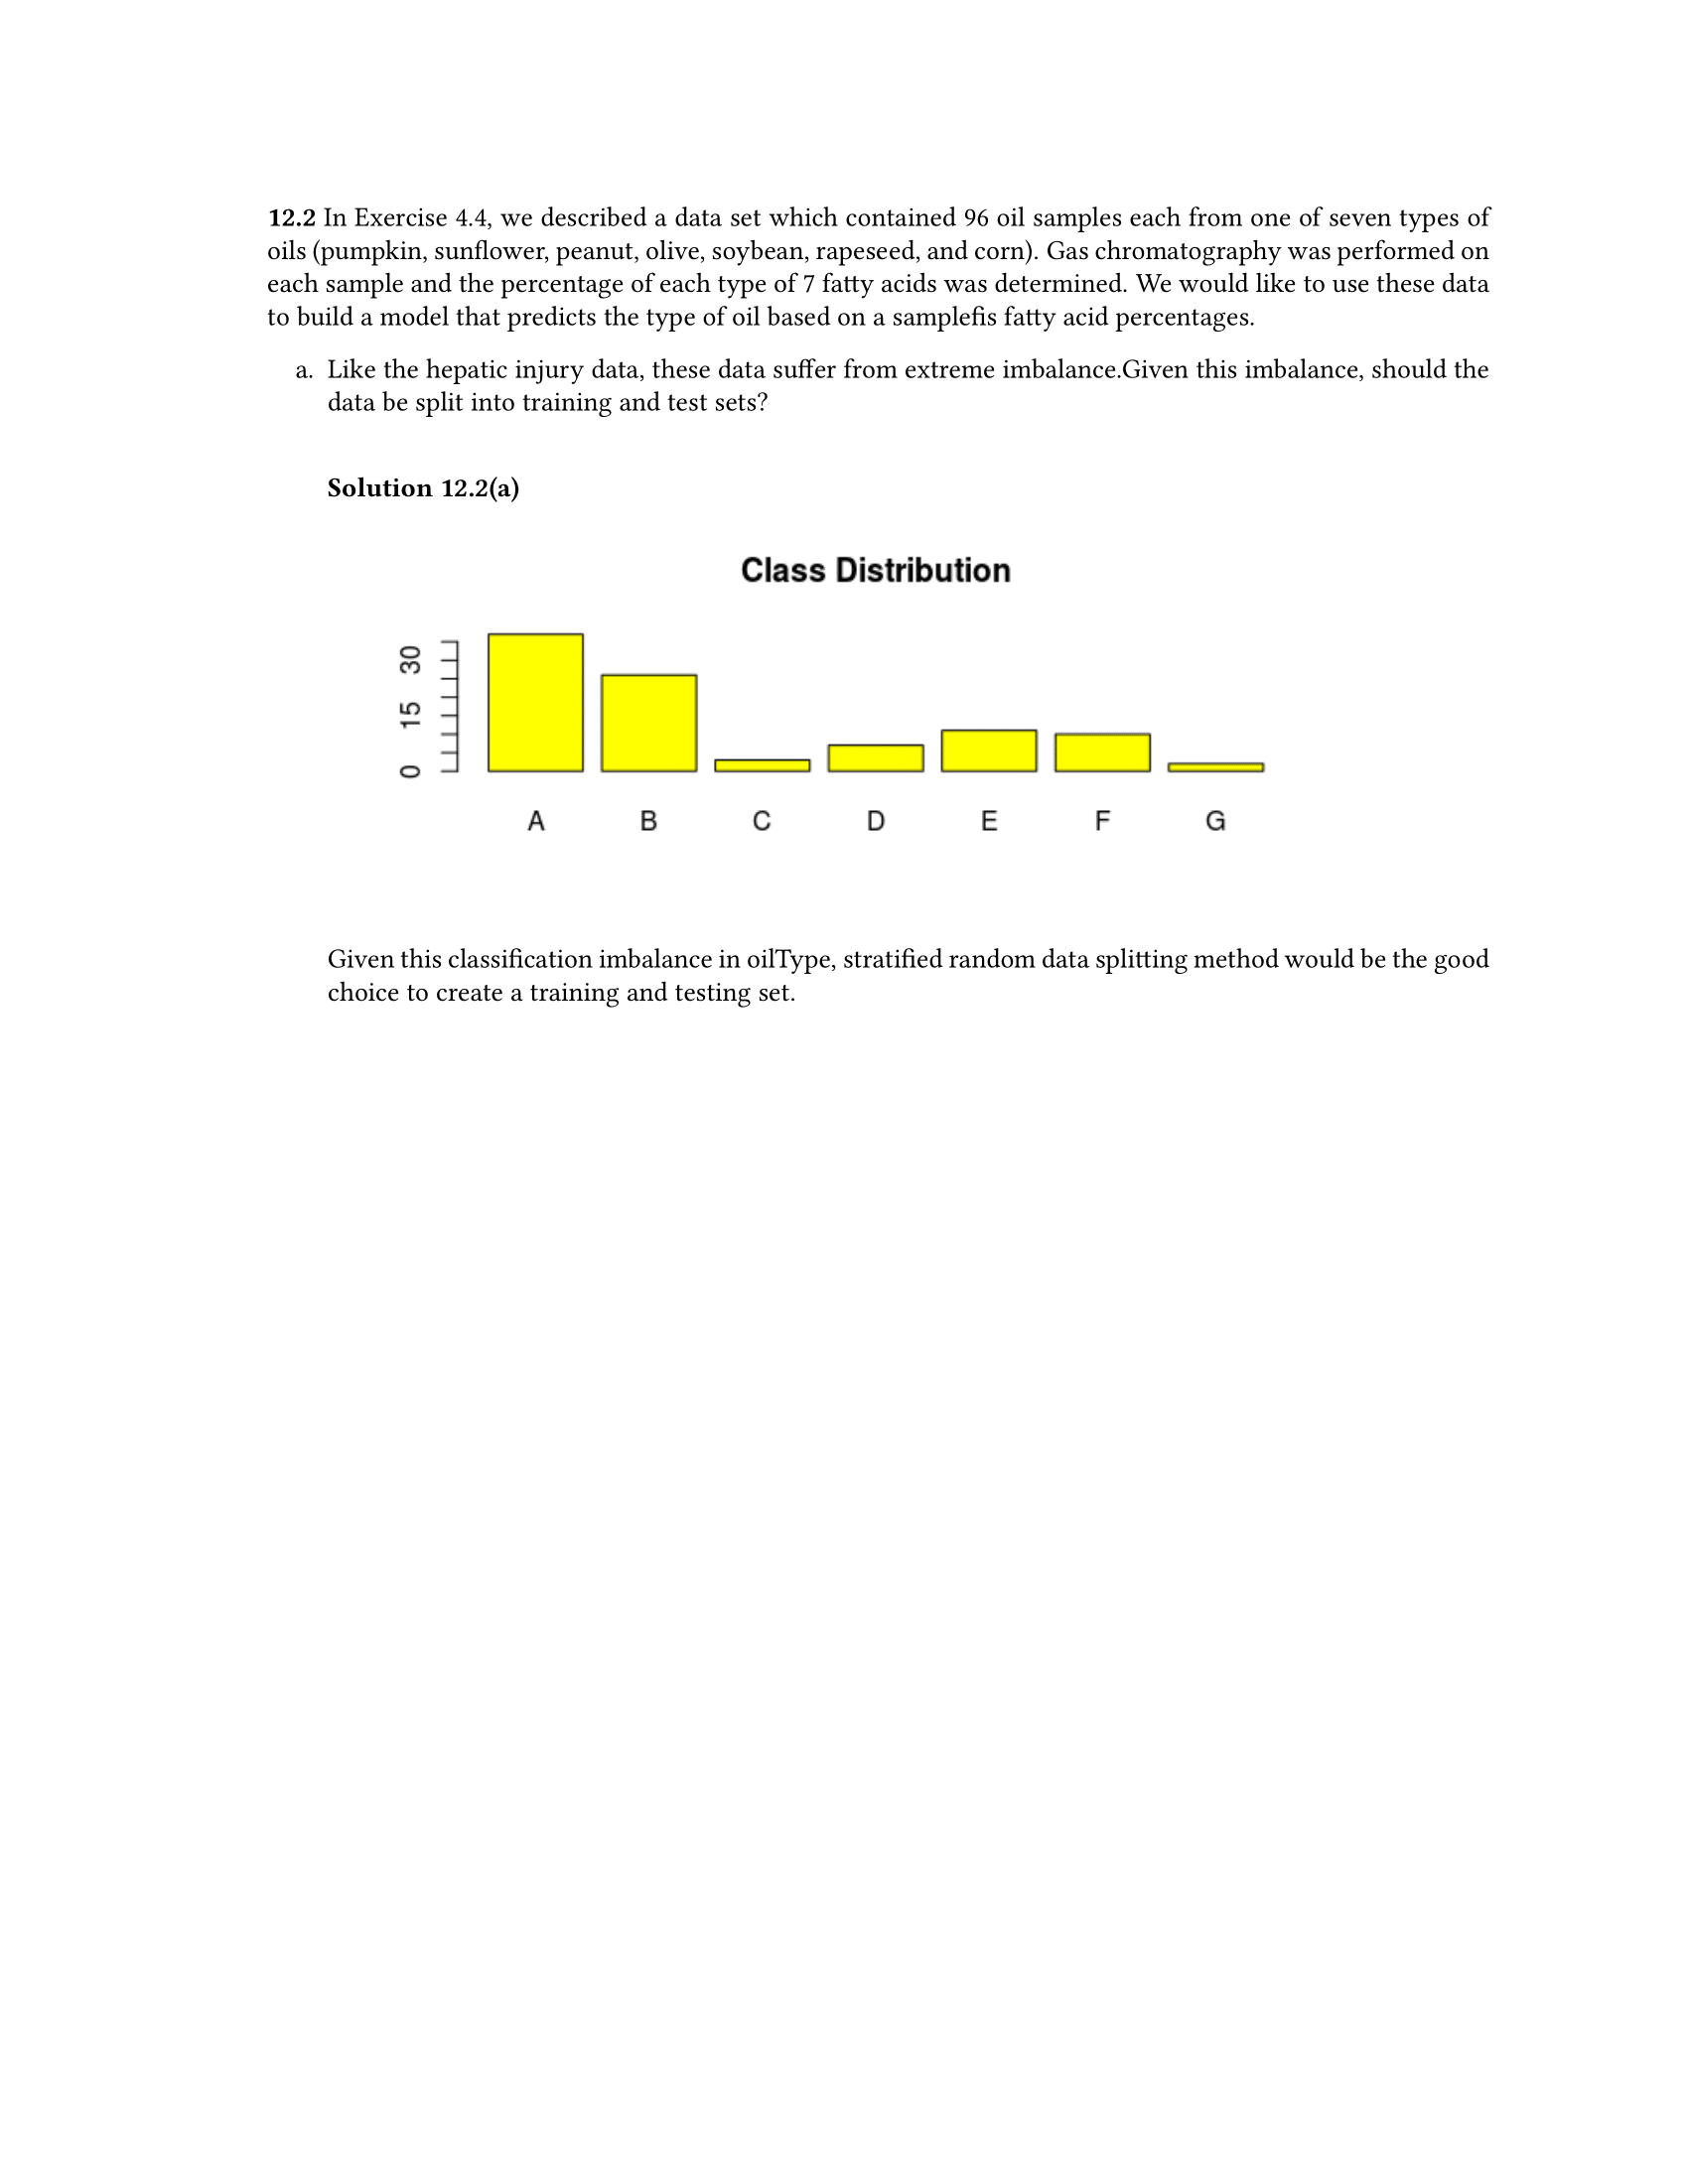 12.2 In Exercise 4.4, we described a data set which contained 96 oil samples each from one of seven types of
oils (pumpkin, sunflower, peanut, olive, soybean, rapeseed, and corn). Gas chromatography was performed on
each sample and the percentage of each type of 7 fatty acids was determined. We would like to use these data
to build a model that predicts the type of oil based on a samplefis fatty acid percentages.
a. Like the hepatic injury data, these data suffer from extreme imbalance.Given this imbalance, should the
data be split into training and test sets?
Solution 12.2(a)
Class Distribution
30
15
0
A B C D E F G
Given this classification imbalance in oilType, stratified random data splitting method would be the good
choice to create a training and testing set.